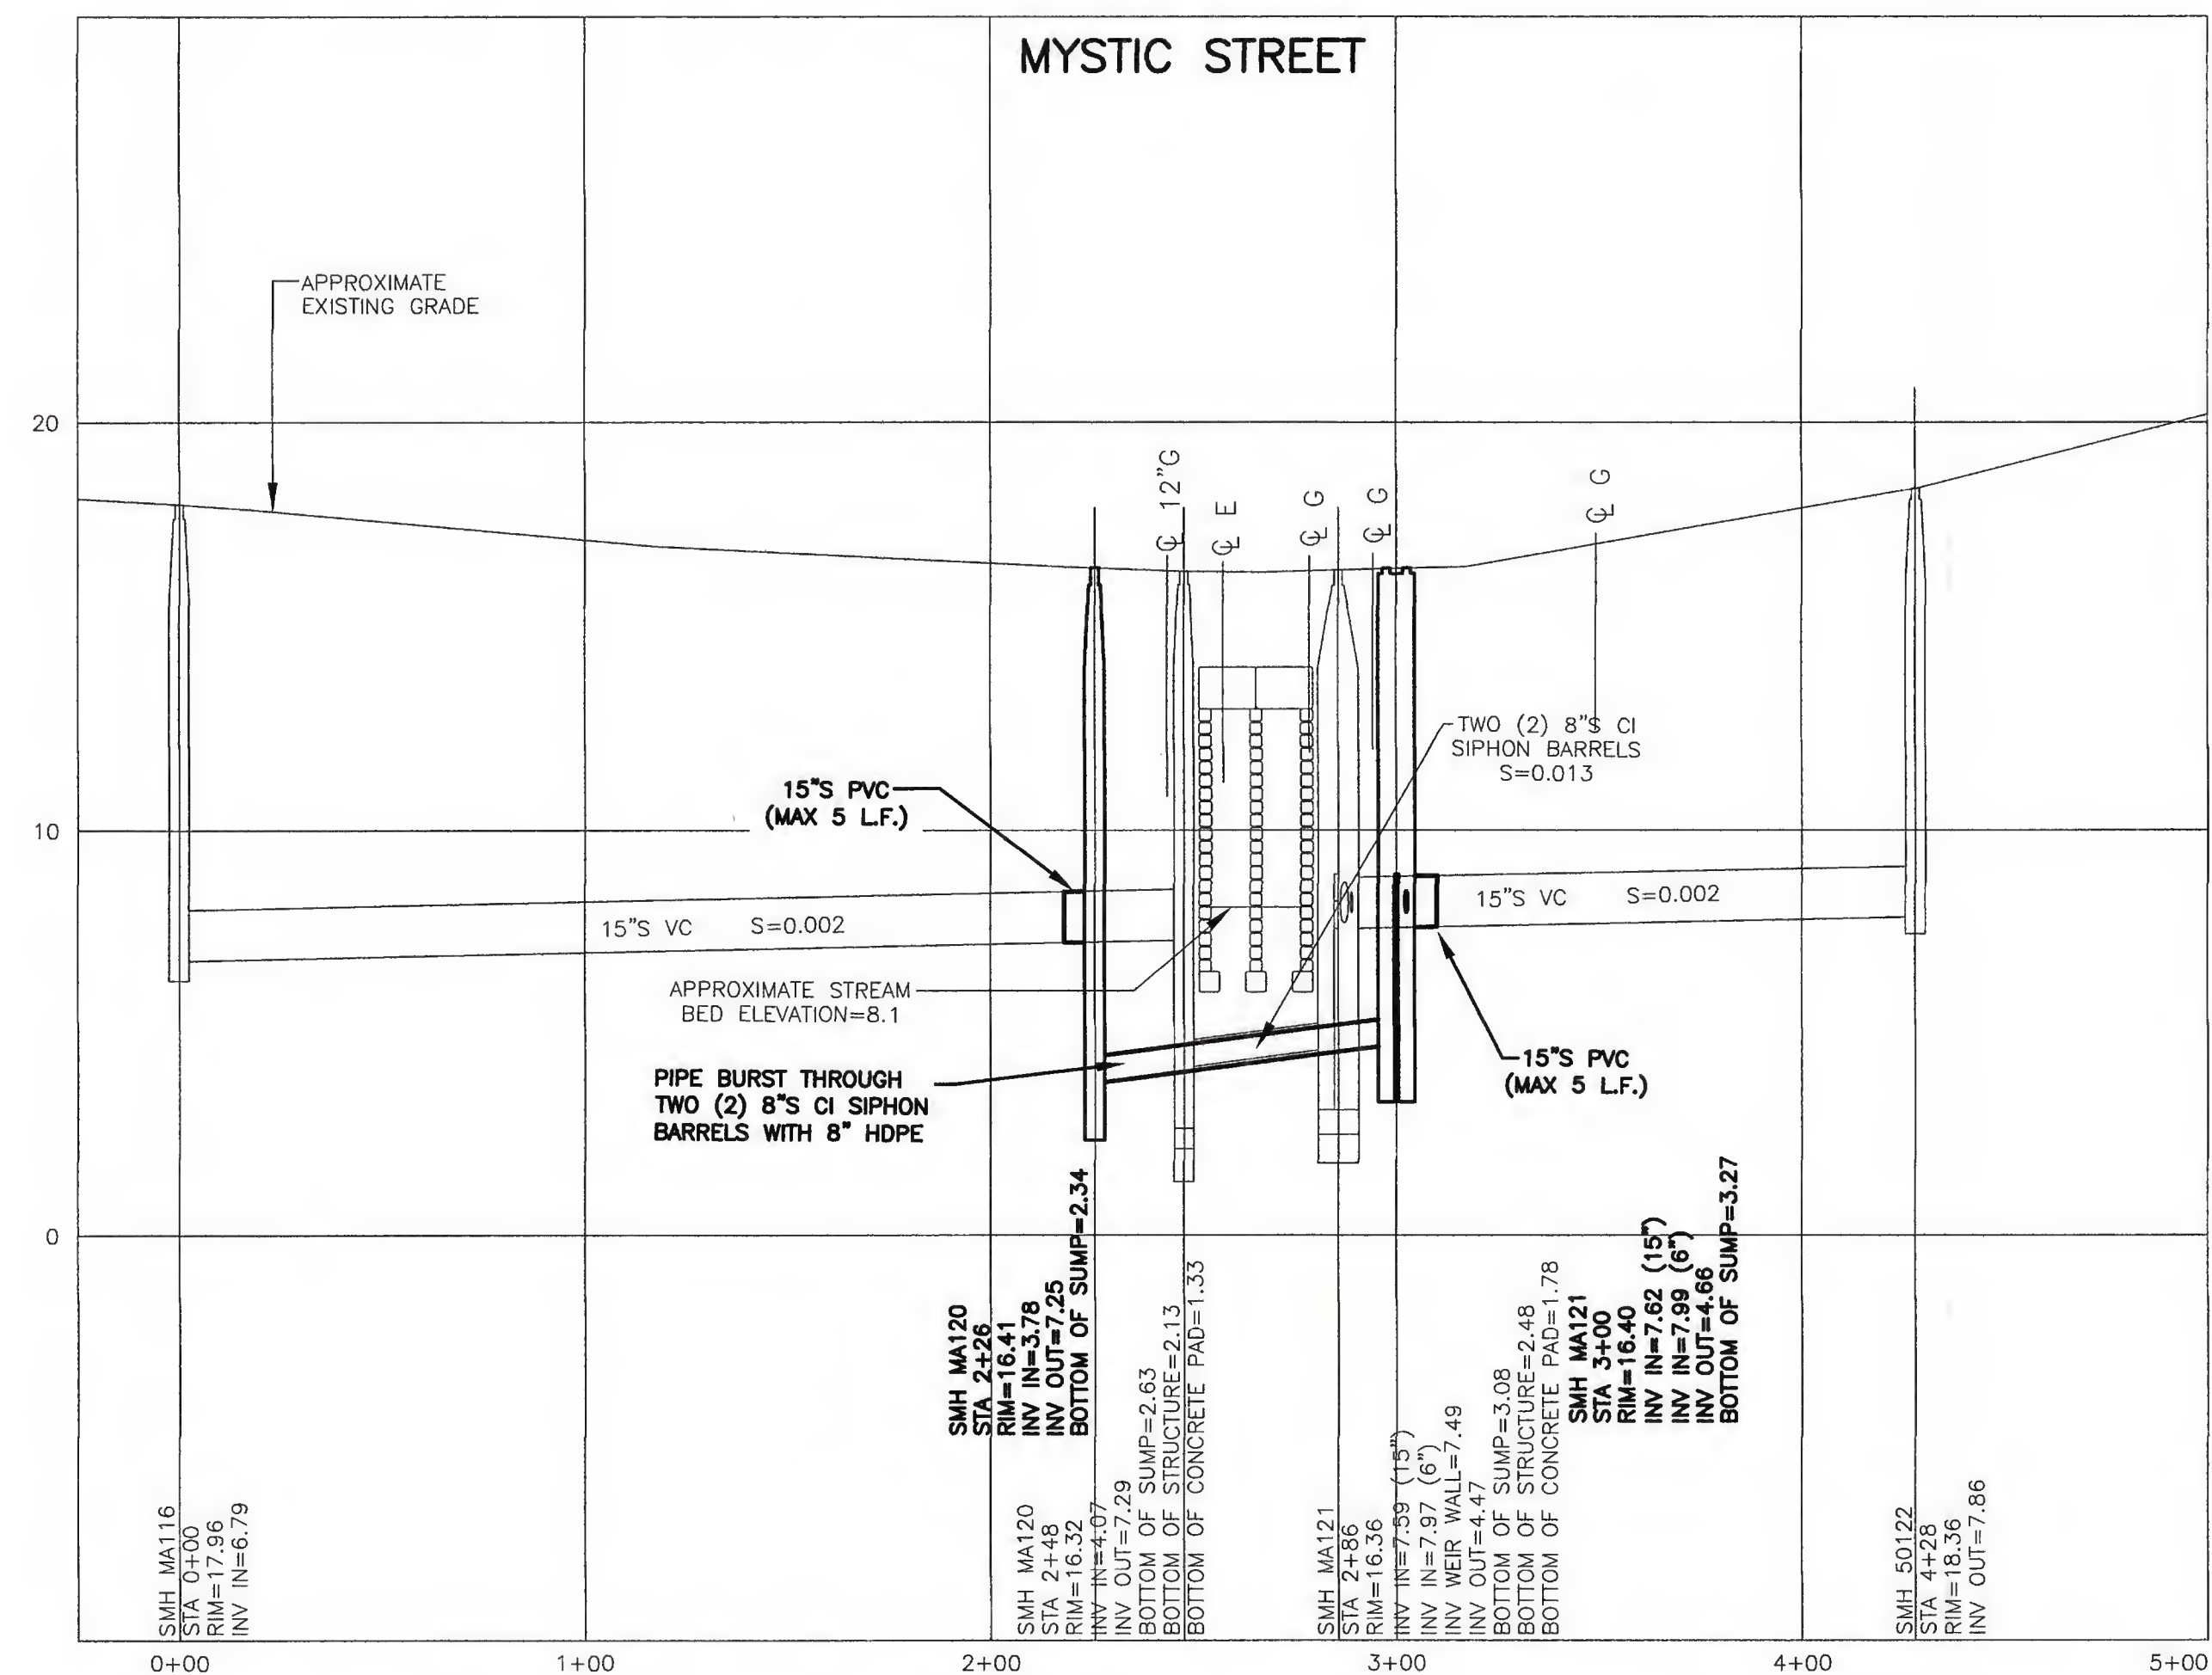 MYSTIC STREET
APPROXIMATE
EXISTING GRADE
20
℄ 12"G
℄ E
℄ G
℄ G
℄ G
TWO (2) 8"S CI
SIPHON BARRELS
S=0.013
15"S PVC
(MAX 5 L.F.)
10
15"S VC S=0.002
15"S VC S=0.002
APPROXIMATE STREAM
BED ELEVATION=8.1
15"S PVC
(MAX 5 L.F.)
PIPE BURST THROUGH
TWO (2) 8"S CI SIPHON
BARRELS WITH 8" HDPE
0
SMH MA116
STA 0+00
RIM=17.96
INV IN=6.79
SMH MA120
STA 2+26
RIM=16.41
INV IN=3.78
INV OUT=7.25
BOTTOM OF SUMP=2.34
SMH MA120
STA 2+48
RIM=16.32
INV IN=4.07
INV OUT=7.29
BOTTOM OF SUMP=2.63
BOTTOM OF STRUCTURE=2.13
BOTTOM OF CONCRETE PAD=1.33
SMH MA121
STA 2+86
RIM=16.36
INV IN=7.59 (15")
INV IN=7.97 (6")
INV WEIR WALL=7.49
INV OUT=4.47
BOTTOM OF SUMP=3.08
BOTTOM OF STRUCTURE=2.48
BOTTOM OF CONCRETE PAD=1.78
SMH MA121
STA 3+00
RIM=16.40
INV IN=7.62 (15")
INV IN=7.99 (6")
INV OUT=4.66
BOTTOM OF SUMP=3.27
SMH 50122
STA 4+28
RIM=18.36
INV OUT=7.86
0+00 1+00 2+00 3+00 4+00 5+00